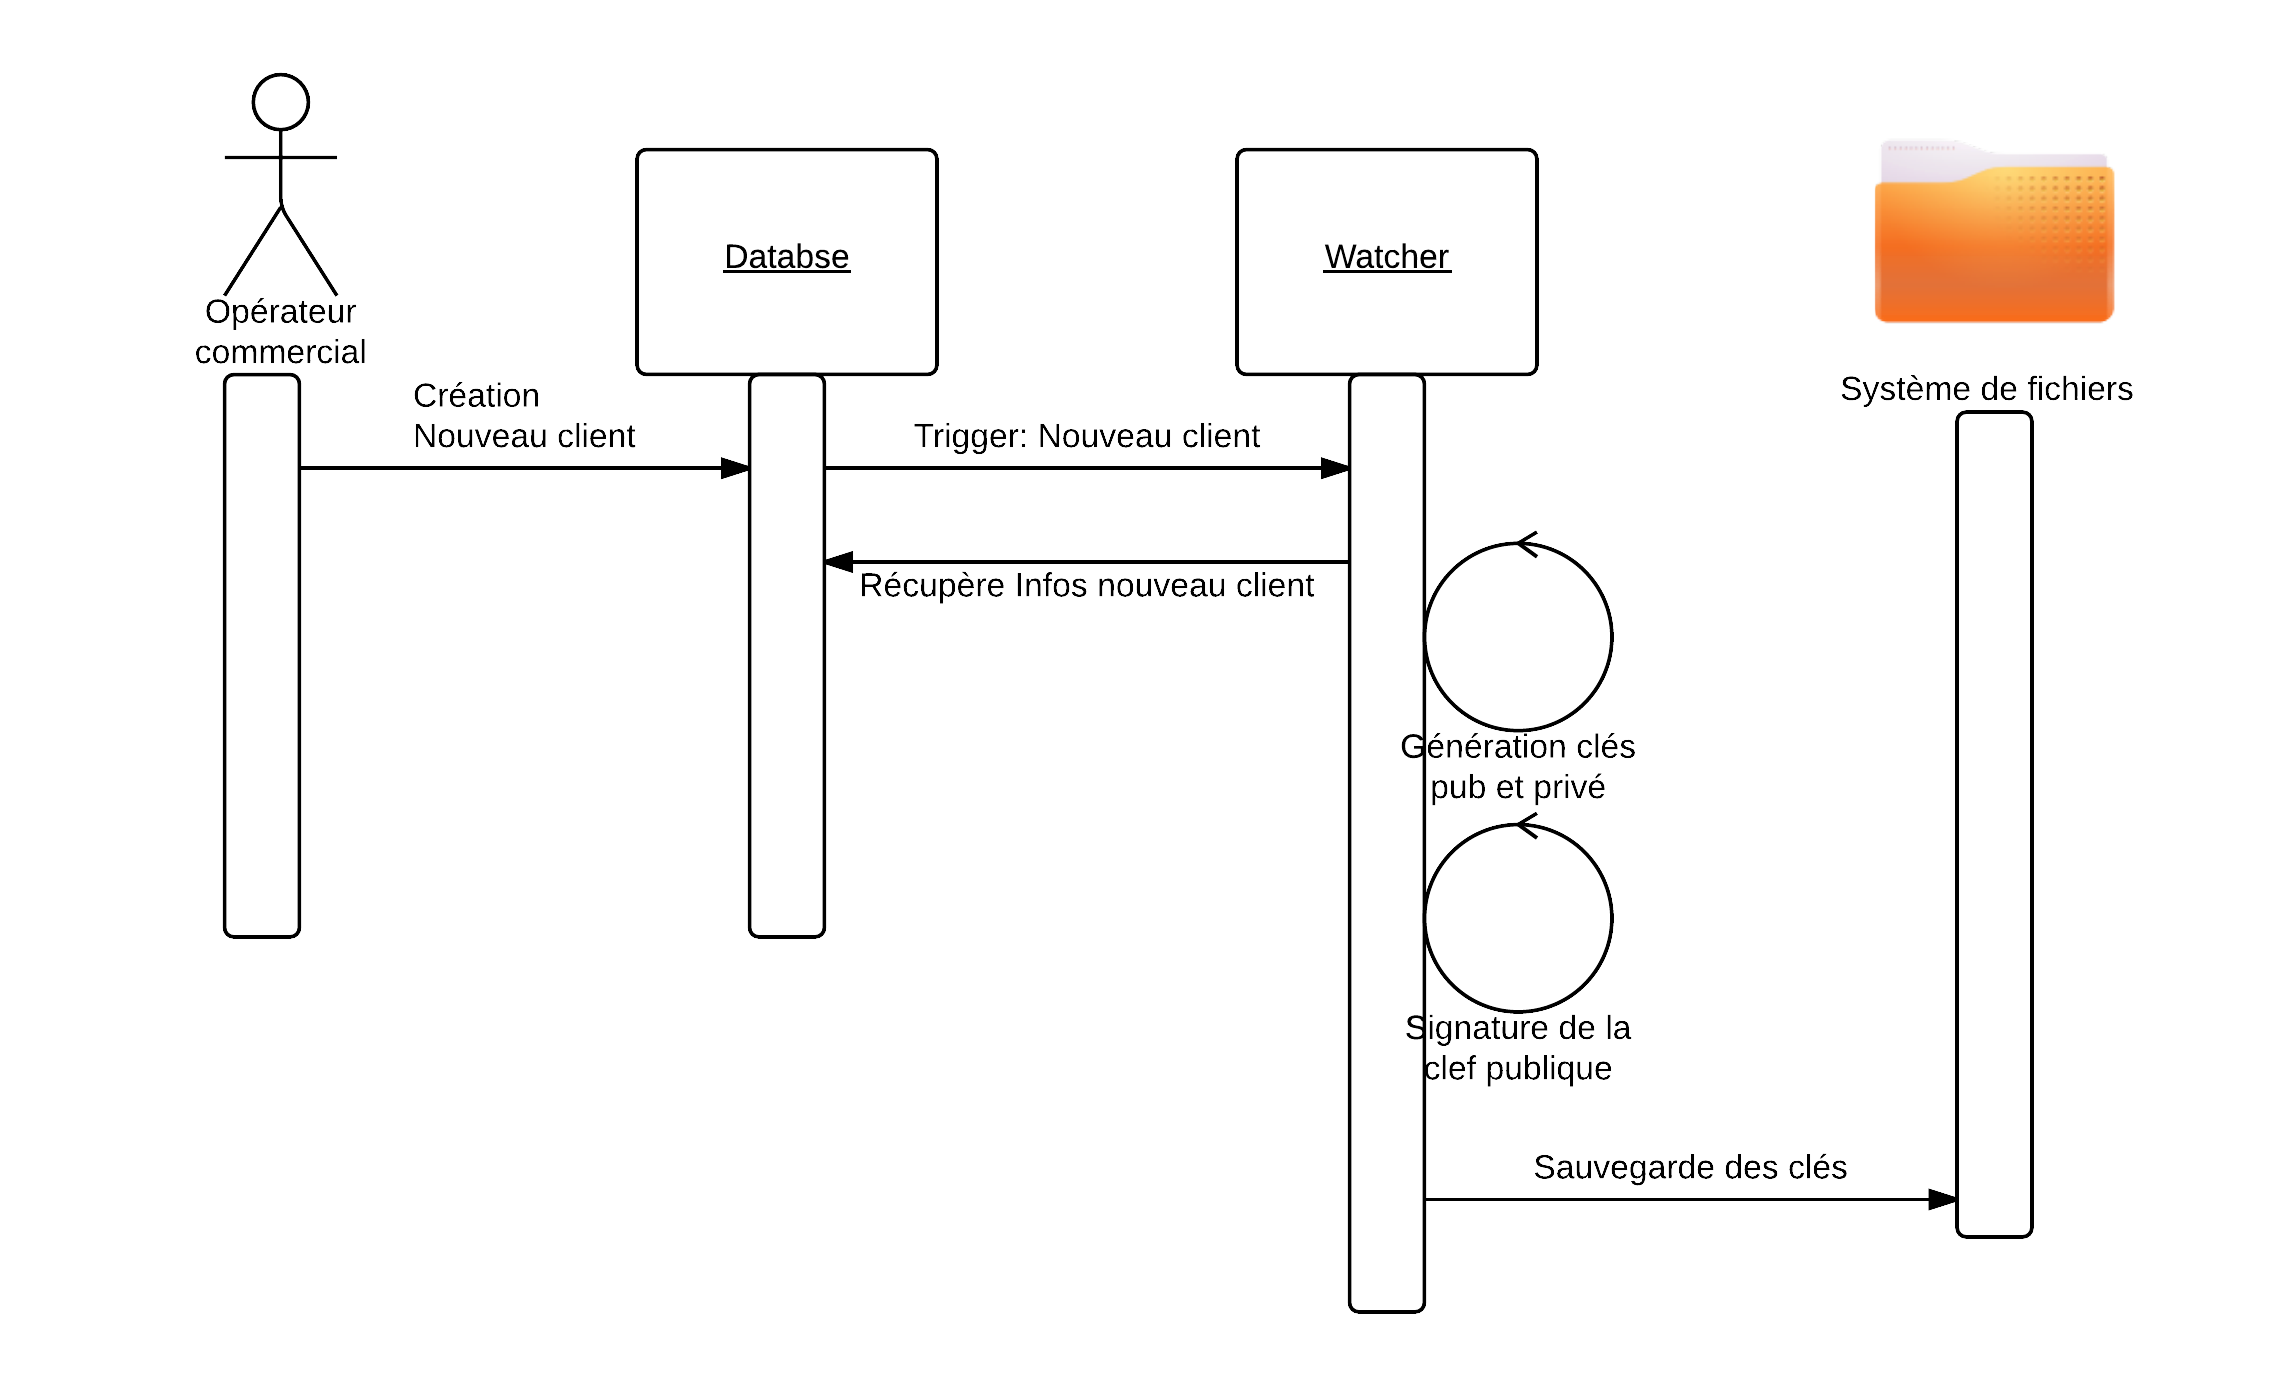 Opérateur
commercial
Databse
Watcher
Système de fichiers
Création
Nouveau client
Trigger: Nouveau client
Récupère Infos nouveau client
Génération clés
pub et privé
Signature de la
clef publique
Sauvegarde des clés